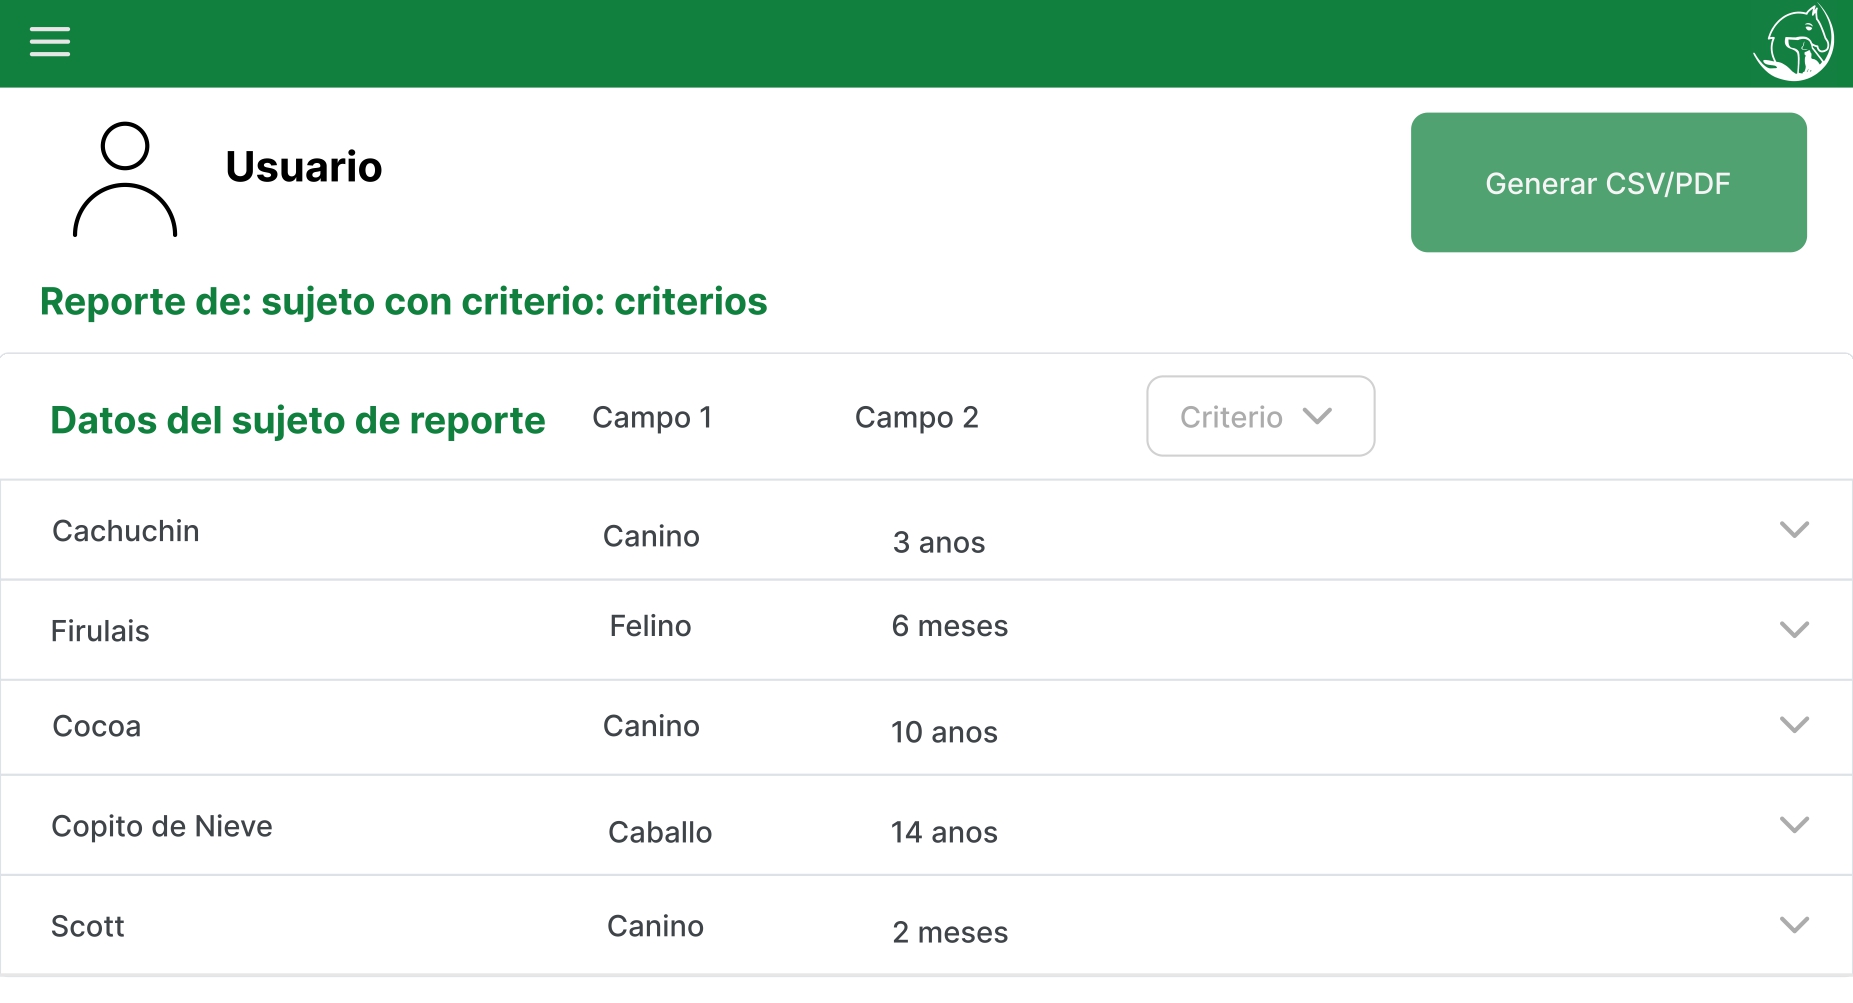 Usuario
Generar CSV/PDF
Reporte de: sujeto con criterio: criterios
Datos del sujeto de reporte Campo 1 Campo 2 Criterio
Cachuchin Canino 3 anos
Firulais Felino 6 meses
Cocoa Canino 10 anos
Copito de Nieve Caballo 14 anos
Scott Canino 2 meses